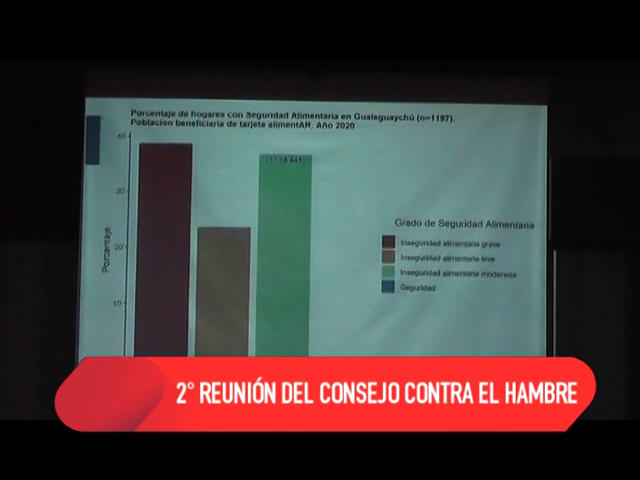 Porcentaje de hogares con Seguridad Alimentaria en Gualeguaychú (n=1197).
Poblacion beneficiaria de tarjeta alimentAR. Año 2020
40
30
20
10
Porcentaje
Grado de Seguridad Alimentaria
Inseguridad alimentaria grave
Inseguridad alimentaria leve
Inseguridad alimentaria moderada
Seguridad
2° REUNIÓN DEL CONSEJO CONTRA EL HAMBRE